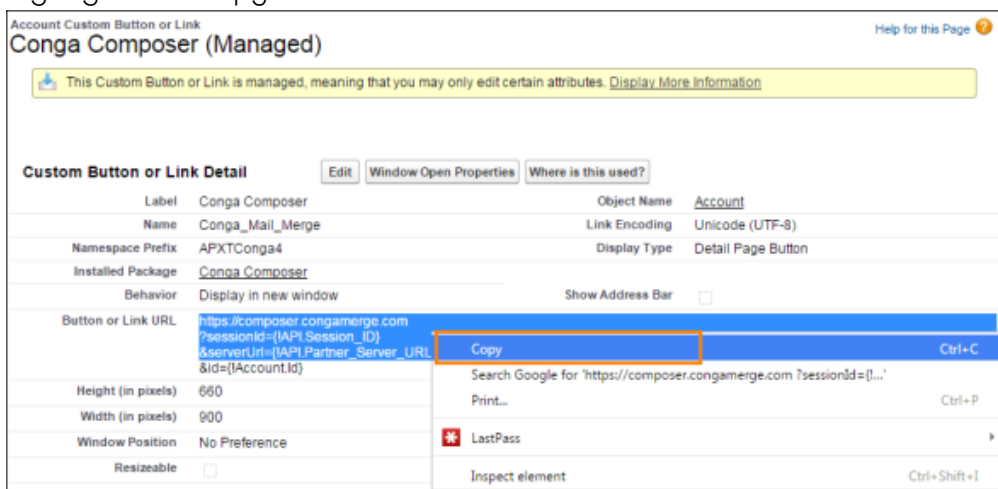 Account Custom Button or Link
Help for this Page
Conga Composer (Managed)
This Custom Button or Link is managed, meaning that you may only edit certain attributes. Display More Information
Custom Button or Link Detail Edit Window Open Properties Where is this used?
Label Conga Composer Object Name Account
Name Conga_Mail_Merge Link Encoding Unicode (UTF-8)
Namespace Prefix APXTConga4 Display Type Detail Page Button
Installed Package Conga Composer
Behavior Display in new window Show Address Bar
Button or Link URL https://composer.congamerge.com
?sessionId={!API.Session_ID}
&serverUrl={!API.Partner_Server_URL
&id={!Account.Id}
Copy Ctrl+C
Search Google for 'https://composer.congamerge.com ?sessionId={!...'
Print... Ctrl+P
LastPass
Inspect element Ctrl+Shift+I
Height (in pixels) 660
Width (in pixels) 900
Window Position No Preference
Resizeable